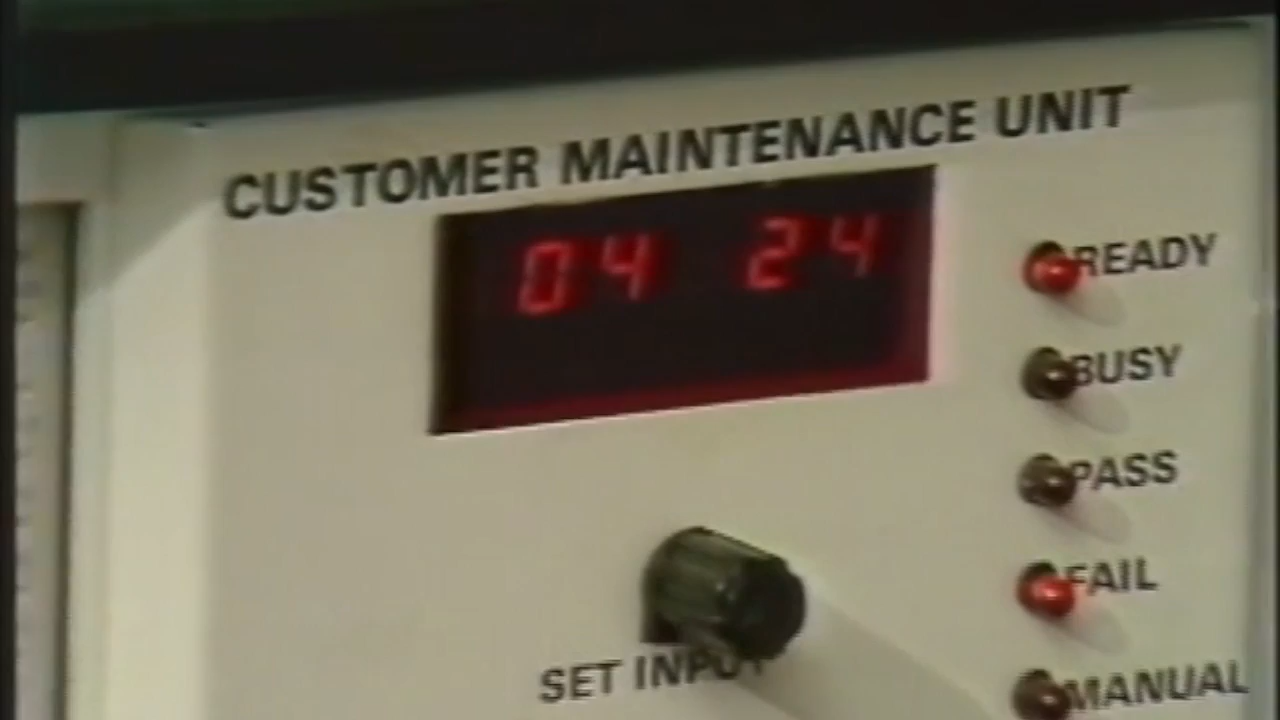 CUSTOMER MAINTENANCE UNIT
04 24
READY
BUSY
PASS
FAIL
SET INPUT
MANUAL